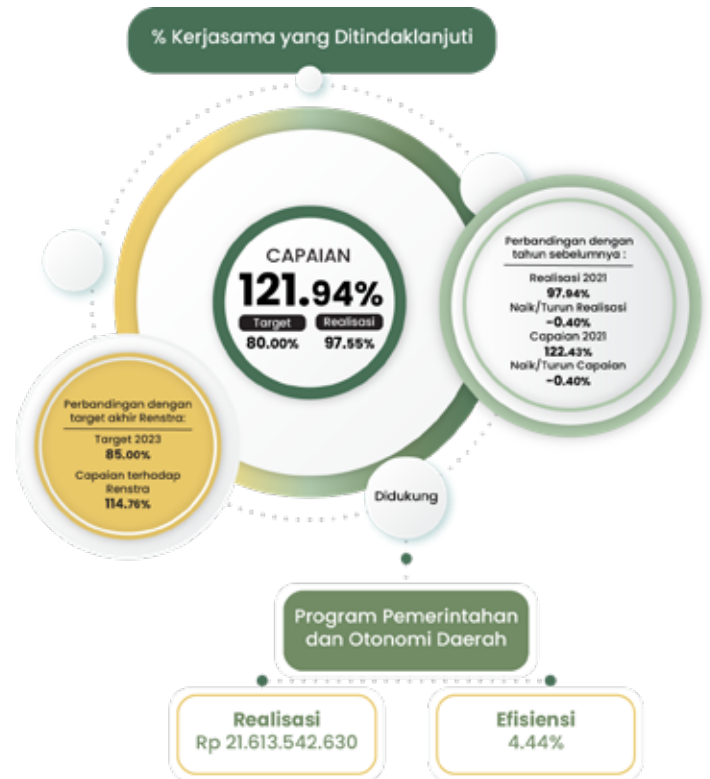 % Kerjasama yang Ditindaklanjuti
CAPAIAN
121.94%
Target Realisasi
80.00% 97.55%
Perbandingan dengan
tahun sebelumnya :
Realisasi 2021
97.94%
Naik/Turun Realisasi
-0.40%
Capaian 2021
122.43%
Naik/Turun Capaian
-0.40%
Perbandingan dengan
target akhir Renstra:
Target 2023
85.00%
Capaian terhadap
Renstra
114.76%
Didukung
Program Pemerintahan
dan Otonomi Daerah
Realisasi
Rp 21.613.542.630
Efisiensi
4.44%